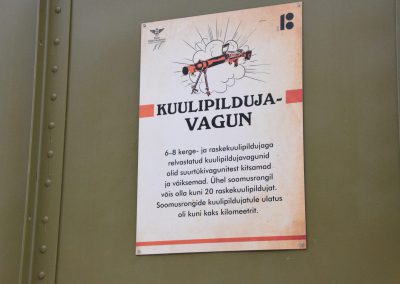 KUULIPILDUJA-
VAGUN
6–8 kerge- ja raskekuulipildujaga
relvastatud kuulipildujavagunid
olid suurtükivagunitest kitsamad
ja väiksemad. Ühel soomusrongil
võis olla kuni 20 raskekuulipildujat.
Soomusrongide kuulipildujatule ulatus
oli kuni kaks kilomeetrit.